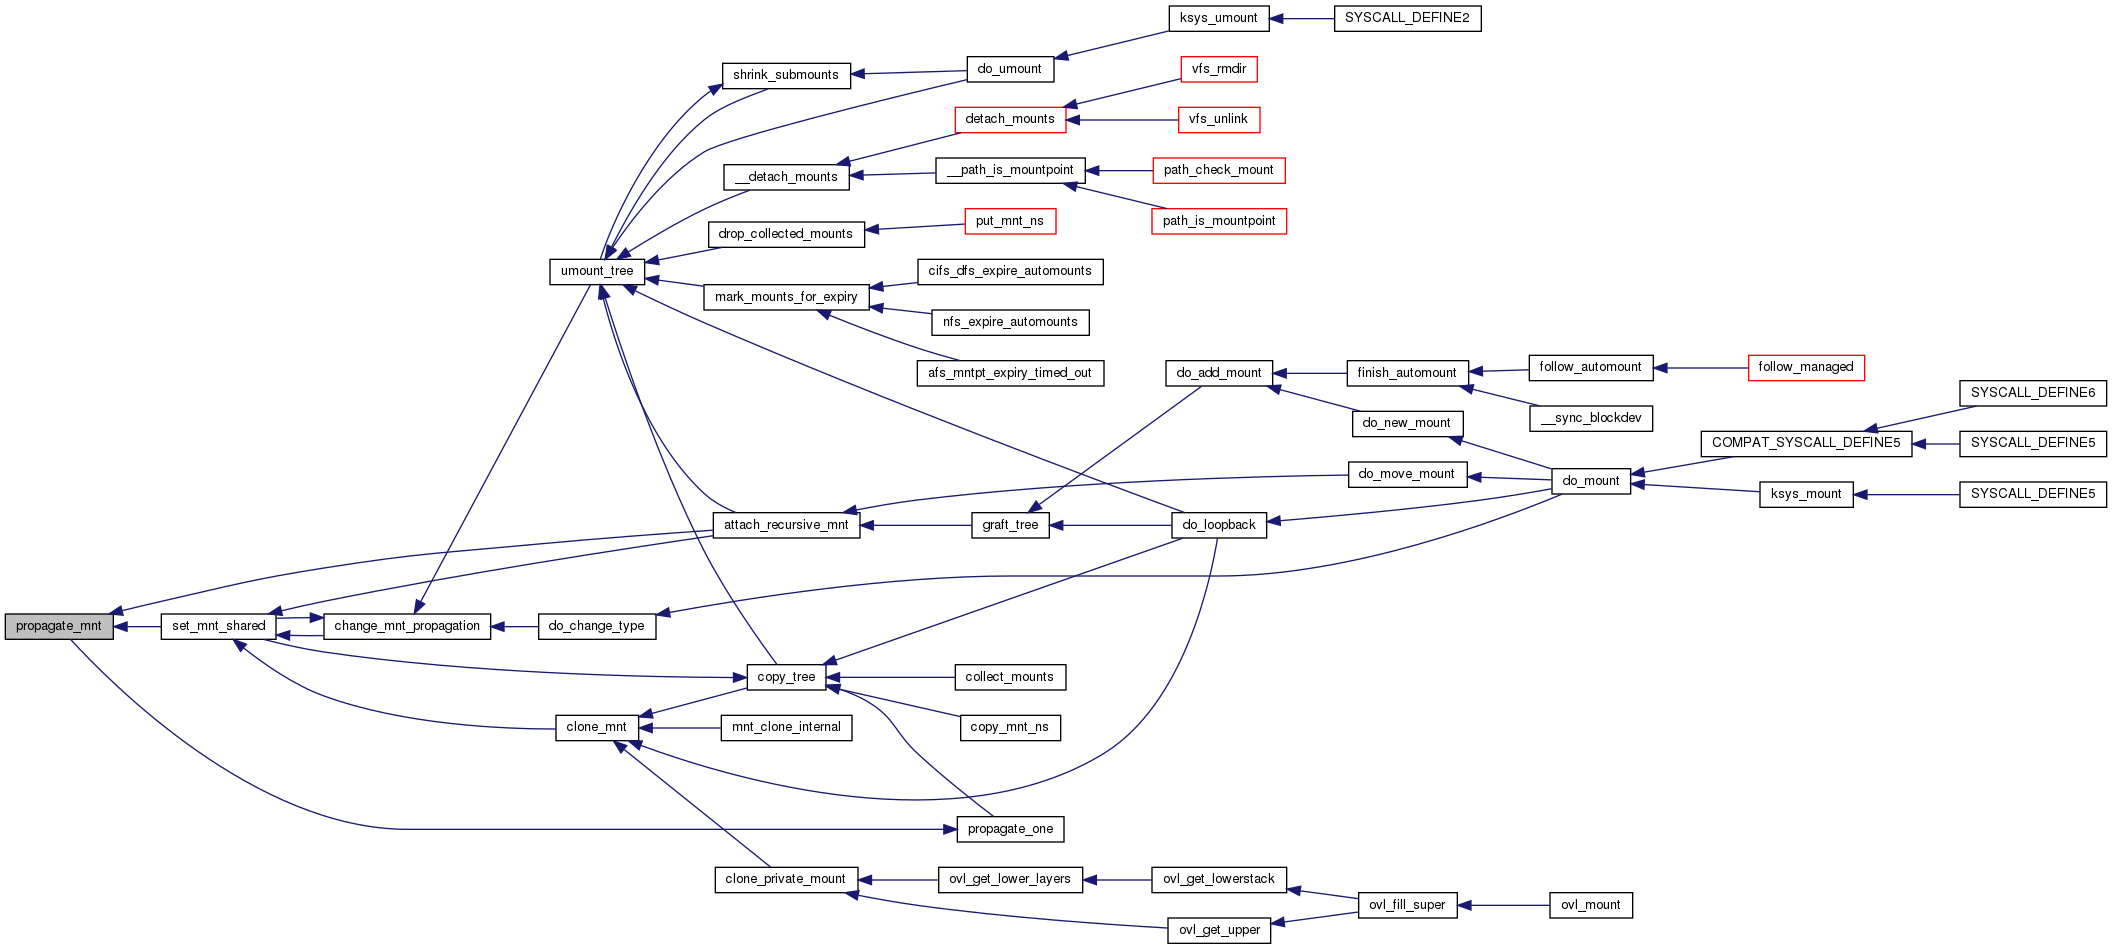 ksys_umount
SYSCALL_DEFINE2
shrink_submounts
do_umount
vfs_rmdir
detach_mounts
vfs_unlink
__detach_mounts
__path_is_mountpoint
path_check_mount
path_is_mountpoint
drop_collected_mounts
put_mnt_ns
umount_tree
cifs_dfs_expire_automounts
mark_mounts_for_expiry
nfs_expire_automounts
afs_mntpt_expiry_timed_out
do_add_mount
finish_automount
follow_automount
follow_managed
SYSCALL_DEFINE6
__sync_blockdev
do_new_mount
COMPAT_SYSCALL_DEFINE5
SYSCALL_DEFINE5
do_move_mount
do_mount
ksys_mount
SYSCALL_DEFINE5
attach_recursive_mnt
graft_tree
do_loopback
propagate_mnt
set_mnt_shared
change_mnt_propagation
do_change_type
copy_tree
collect_mounts
clone_mnt
mnt_clone_internal
copy_mnt_ns
propagate_one
clone_private_mount
ovl_get_lower_layers
ovl_get_lowerstack
ovl_fill_super
ovl_mount
ovl_get_upper